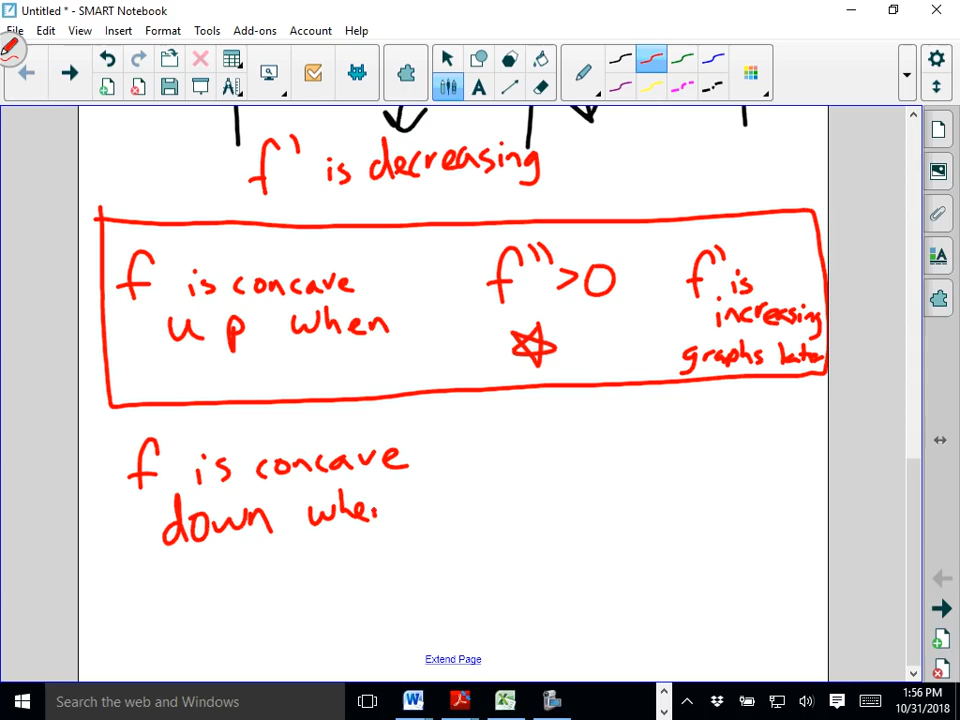 Untitled * - SMART Notebook
File Edit View Insert Format Tools Add-ons Account Help
f' is decreasing
f is concave
up when
f'' > 0
f' is
increasing
graphs later
f is concave
down when
Extend Page
Search the web and Windows
1:56 PM
10/31/2018